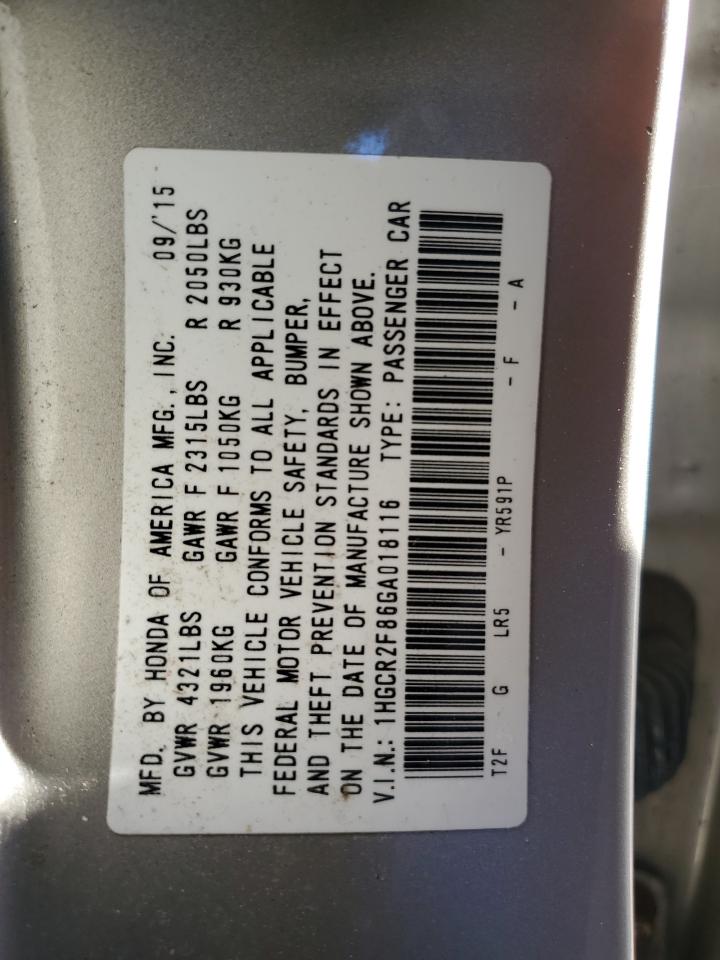 MFD. BY HONDA OF AMERICA MFG., INC. 09/'15
GVWR 4321LBS GAWR F 2315LBS R 2050LBS
GVWR 1960KG GAWR F 1050KG R 930KG
THIS VEHICLE CONFORMS TO ALL APPLICABLE
FEDERAL MOTOR VEHICLE SAFETY, BUMPER,
AND THEFT PREVENTION STANDARDS IN EFFECT
ON THE DATE OF MANUFACTURE SHOWN ABOVE.
V.I.N.: 1HGCR2F86GA018116 TYPE: PASSENGER CAR
T2F G LR5 - YR591P - F - A